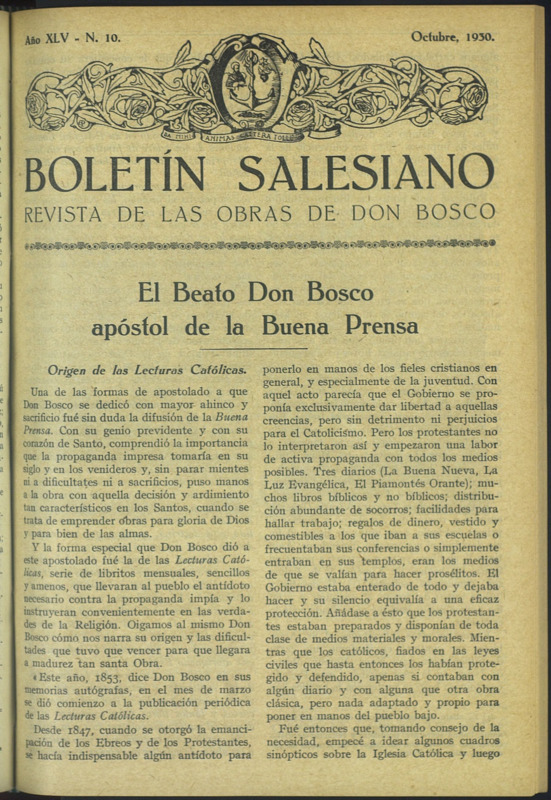 Año XLV - N. 10.
Octubre, 1930.
DA MIHI ANIMAS CAETERA TOLLE
BOLETÍN SALESIANO
REVISTA DE LAS OBRAS DE DON BOSCO
El Beato Don Bosco
apóstol de la Buena Prensa
Origen de las Lecturas Católicas.
Una de las formas de apostolado a que
Don Bosco se dedicó con mayor ahinco y
sacrificio fué sin duda la difusión de la Buena
Prensa. Con su genio previdente y con su
corazón de Santo, comprendió la importancia
que la propaganda impresa tomaría en su
siglo y en los venideros y, sin parar mientes
ni a dificultates ni a sacrificios, puso manos
a la obra con aquella decisión y ardimiento
tan característicos en los Santos, cuando se
trata de emprender obras para gloria de Dios
y para bien de las almas.
Y la forma especial que Don Bosco dió a
este apostolado fué la de las Lecturas Cató-
licas, serie de libritos mensuales, sencillos
y amenos, que llevaran al pueblo el antídoto
necesario contra la propaganda impía y lo
instruyeran convenientemente en las verda-
des de la Religión. Oigamos al mismo Don
Bosco cómo nos narra su origen y las dificul-
tades que tuvo que vencer para que llegara
a madurez tan santa Obra.
«Este año, 1853, dice Don Bosco en sus
memorias autógrafas, en el mes de marzo
se dió comienzo a la publicación periódica
de las Lecturas Católicas.
Desde 1847, cuando se otorgó la emanci-
pación de los Ebreos y de los Protestantes,
se hacía indispensable algún antídoto para
ponerlo en manos de los fieles cristianos en
general, y especialmente de la juventud. Con
aquel acto parecía que el Gobierno se pro-
ponía exclusivamente dar libertad a aquellas
creencias, pero sin detrimento ni perjuicios
para el Catolicismo. Pero los protestantes no
lo interpretaron así y empezaron una labor
de activa propaganda con todos los medios
posibles. Tres diarios (La Buena Nueva, La
Luz Evangélica, El Piamontés Orante); mu-
chos libros bíblicos y no bíblicos; distribu-
ción abundante de socorros; facilidades para
hallar trabajo; regalos de dinero, vestido y
comestibles a los que iban a sus escuelas o
frecuentaban sus conferencias o simplemente
entraban en sus templos, eran los medios
de que se valían para hacer prosélitos. El
Gobierno estaba enterado de todo y dejaba
hacer y su silencio equivalía a una eficaz
protección. Añádase a ésto que los protestan-
tes estaban preparados y disponían de toda
clase de medios materiales y morales. Mien-
tras que los católicos, fiados en las leyes
civiles que hasta entonces los habían prote-
gido y defendido, apenas si contaban con
algún diario y con alguna que otra obra
clásica, pero nada adaptado y propio para
poner en manos del pueblo bajo.
Fué entonces que, tomando consejo de la
necesidad, empecé a idear algunos cuadros
sinópticos sobre la Iglesia Católica y luego